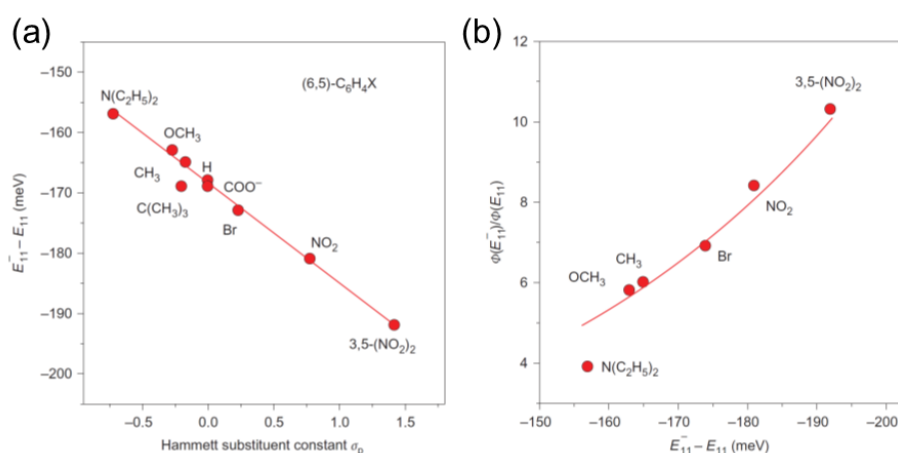 (a)
−150
−160
−170
−180
−190
−200
E₁₁⁻ – E₁₁ (meV)
(6,5)-C₆H₄X
N(C₂H₅)₂
OCH₃
CH₃
H
COO⁻
C(CH₃)₃
Br
NO₂
3,5-(NO₂)₂
−0.5 0.0 0.5 1.0 1.5
Hammett substituent constant σₚ
(b)
12
10
8
6
4
Φ(E₁₁⁻)/Φ(E₁₁)
3,5-(NO₂)₂
NO₂
Br
CH₃
OCH₃
N(C₂H₅)₂
−150 −160 −170 −180 −190 −200
E₁₁⁻ – E₁₁ (meV)